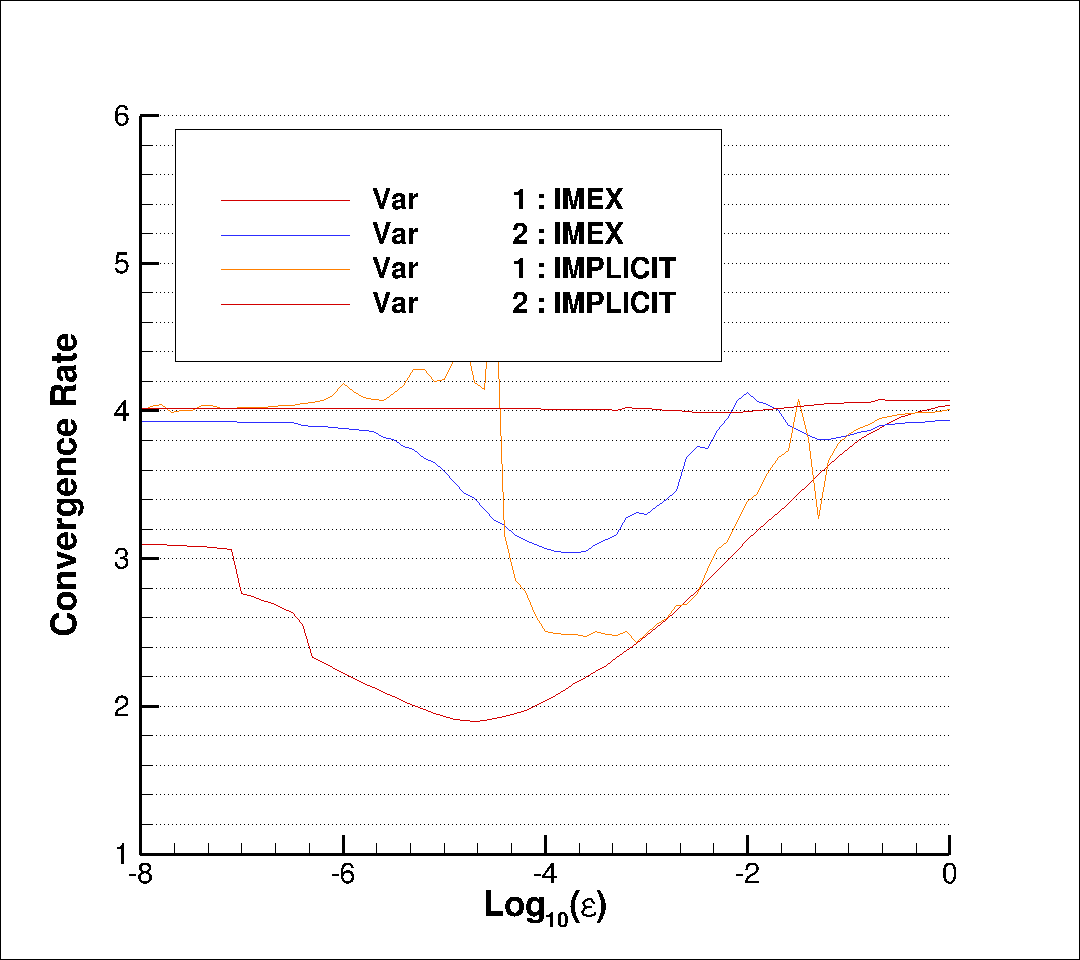 6
Var 1 : IMEX
Var 2 : IMEX
5
Var 1 : IMPLICIT
Var 2 : IMPLICIT
4
Convergence Rate
3
2
1
-8 -6 -4 -2 0
Log10(ε)